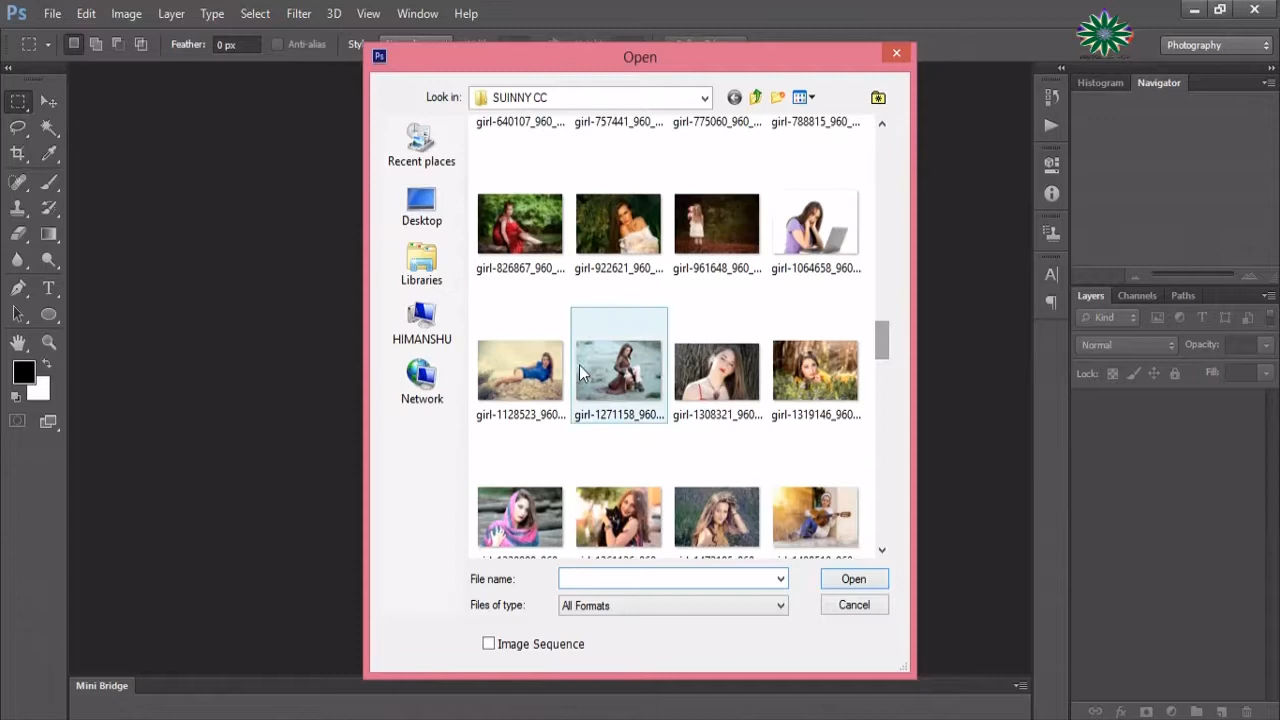 Ps File Edit Image Layer Type Select Filter 3D View Window Help
Feather: 0 px Anti-alias
Photography
Open
Look in: SUINNY CC
Recent places
Desktop
Libraries
HIMANSHU
Network
girl-640107_960_... girl-757441_960_... girl-775060_960_... girl-788815_960_...
girl-826867_960_... girl-922621_960_... girl-961648_960_... girl-1064658_960...
girl-1128523_960... girl-1271158_960... girl-1308321_960... girl-1319146_960...
File name:
Open
Files of type: All Formats
Cancel
Image Sequence
Histogram Navigator
Layers Channels Paths
Kind
Normal Opacity:
Lock: Fill:
Mini Bridge